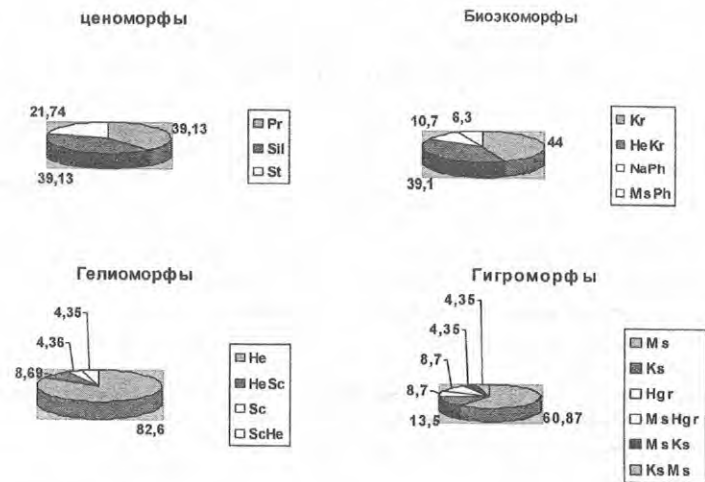 ценоморфы
21,74
39,13
39,13
Pr
Sil
St
Биоэкоморфы
10,7
6,3
44
39,1
Kr
HeKr
NaPh
MsPh
Гелиоморфы
4,35
4,36
8,69
82,6
He
HeSc
Sc
ScHe
Гигроморфы
4,35
4,35
8,7
8,7
13,5
60,87
Ms
Ks
Hgr
MsHgr
MsKs
KsMs